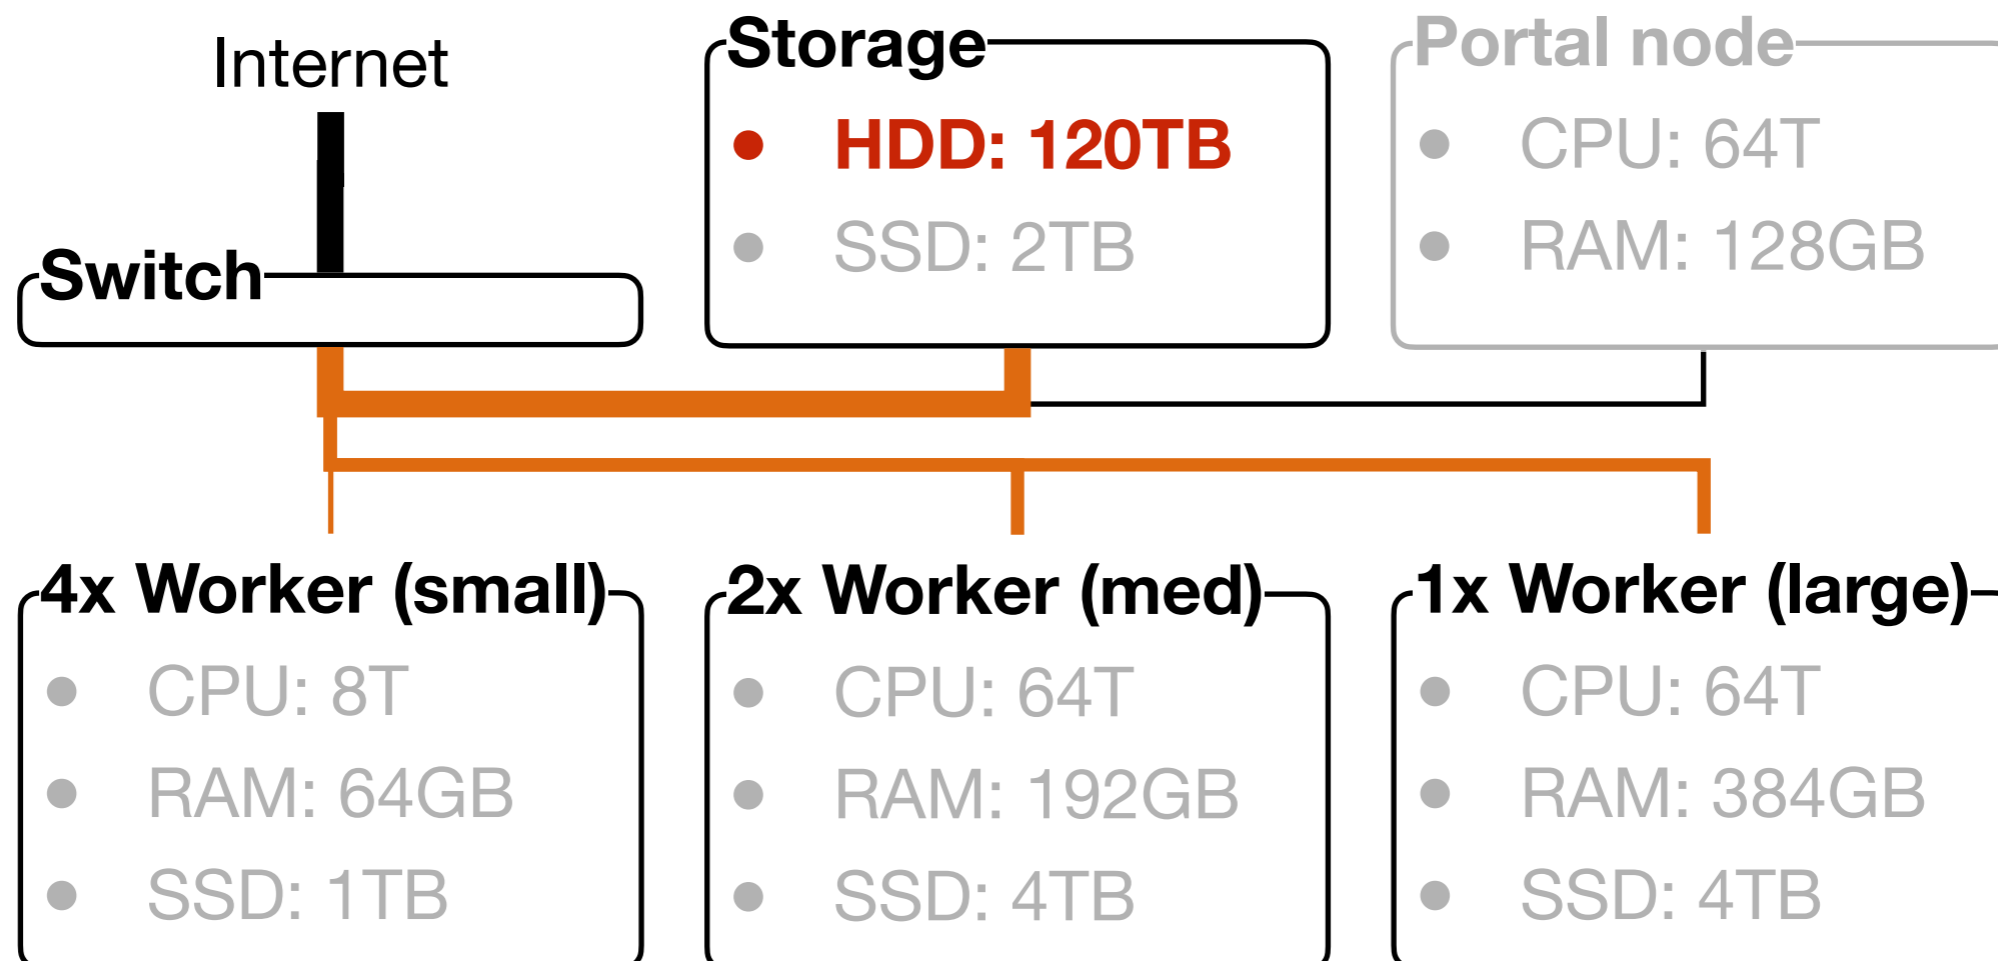 Internet
Switch
Storage
HDD: 120TB
SSD: 2TB
Portal node
CPU: 64T
RAM: 128GB
4x Worker (small)
CPU: 8T
RAM: 64GB
SSD: 1TB
2x Worker (med)
CPU: 64T
RAM: 192GB
SSD: 4TB
1x Worker (large)
CPU: 64T
RAM: 384GB
SSD: 4TB